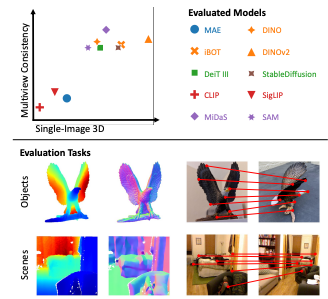 Multiview Consistency
Single-Image 3D
Evaluated Models
MAE
DINO
iBOT
DINOv2
DeiT III
StableDiffusion
CLIP
SigLIP
MiDaS
SAM
Evaluation Tasks
Objects
Scenes